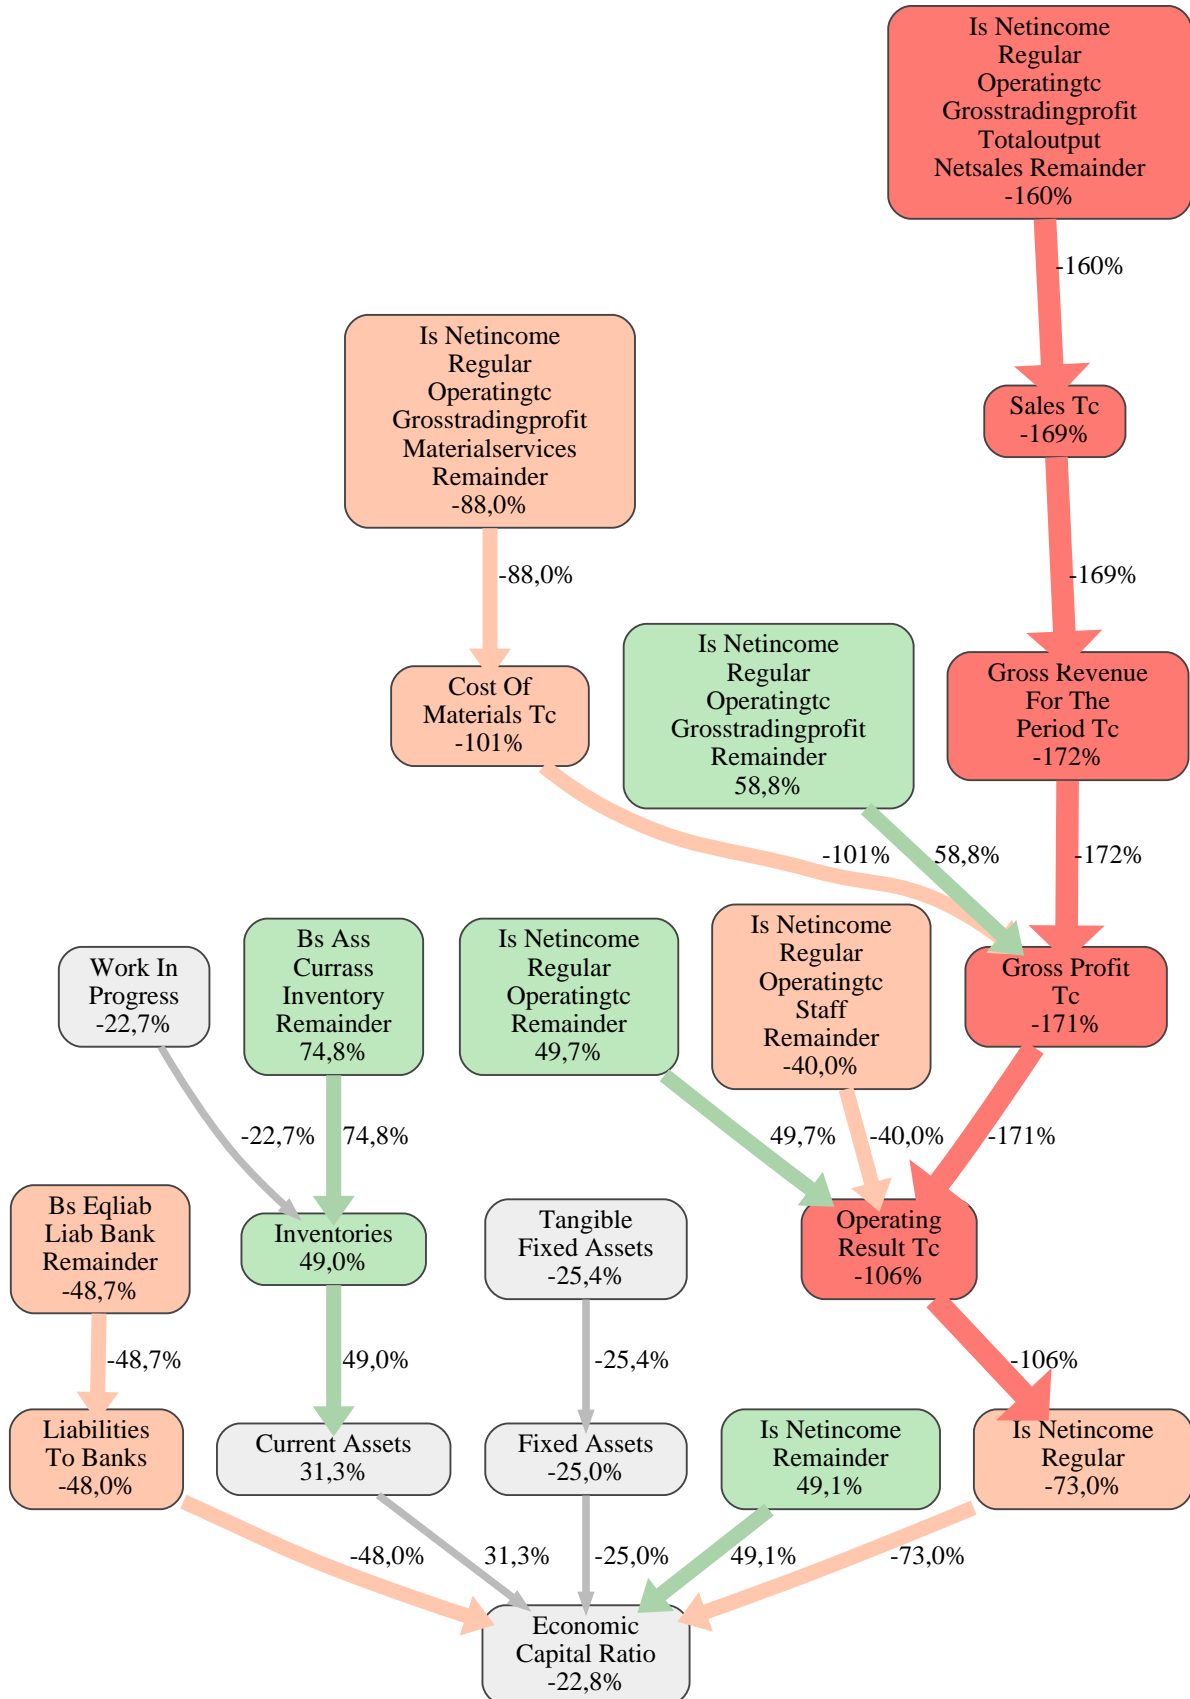 Is Netincome
Regular
Operatingtc
Grosstradingprofit
Totaloutput
Netsales Remainder
-160%
-160%
Is Netincome
Regular
Operatingtc
Grosstradingprofit
Materialservices
Remainder
-88,0%
Sales Tc
-169%
-88,0%
-169%
Is Netincome
Regular
Operatingtc
Grosstradingprofit
Remainder
58,8%
Cost Of
Materials Tc
-101%
Gross Revenue
For The
Period Tc
-172%
-101%
58,8%
-172%
Work In
Progress
-22,7%
Bs Ass
Currass
Inventory
Remainder
74,8%
Is Netincome
Regular
Operatingtc
Remainder
49,7%
Is Netincome
Regular
Operatingtc
Staff
Remainder
-40,0%
Gross Profit
Tc
-171%
-22,7%
74,8%
49,7%
-40,0%
-171%
Bs Eqliab
Liab Bank
Remainder
-48,7%
Inventories
49,0%
Tangible
Fixed Assets
-25,4%
Operating
Result Tc
-106%
-48,7%
49,0%
-25,4%
-106%
Liabilities
To Banks
-48,0%
Current Assets
31,3%
Fixed Assets
-25,0%
Is Netincome
Remainder
49,1%
Is Netincome
Regular
-73,0%
-48,0%
31,3%
-25,0%
49,1%
-73,0%
Economic
Capital Ratio
-22,8%